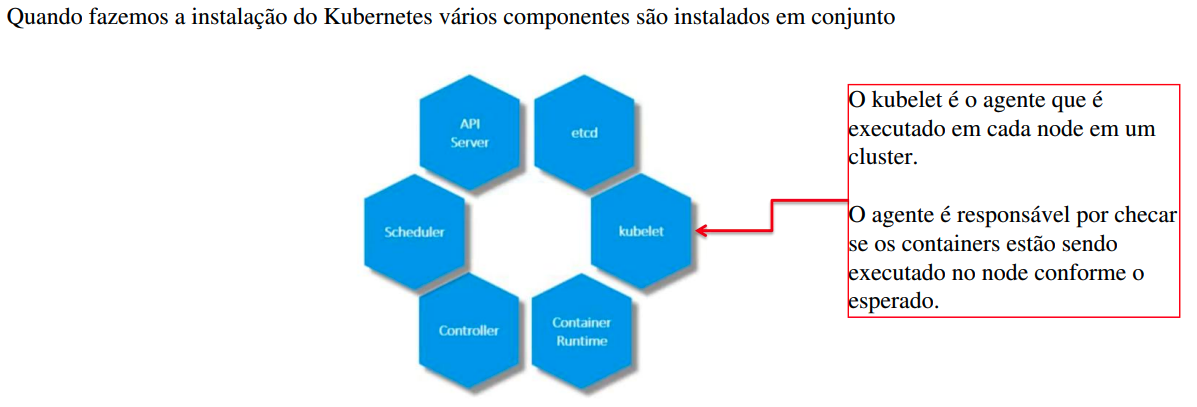 Quando fazemos a instalação do Kubernetes vários componentes são instalados em conjunto
API
Server
etcd
Scheduler
kubelet
Controller
Container
Runtime
O kubelet é o agente que é
executado em cada node em um
cluster.
O agente é responsável por checar
se os containers estão sendo
executado no node conforme o
esperado.